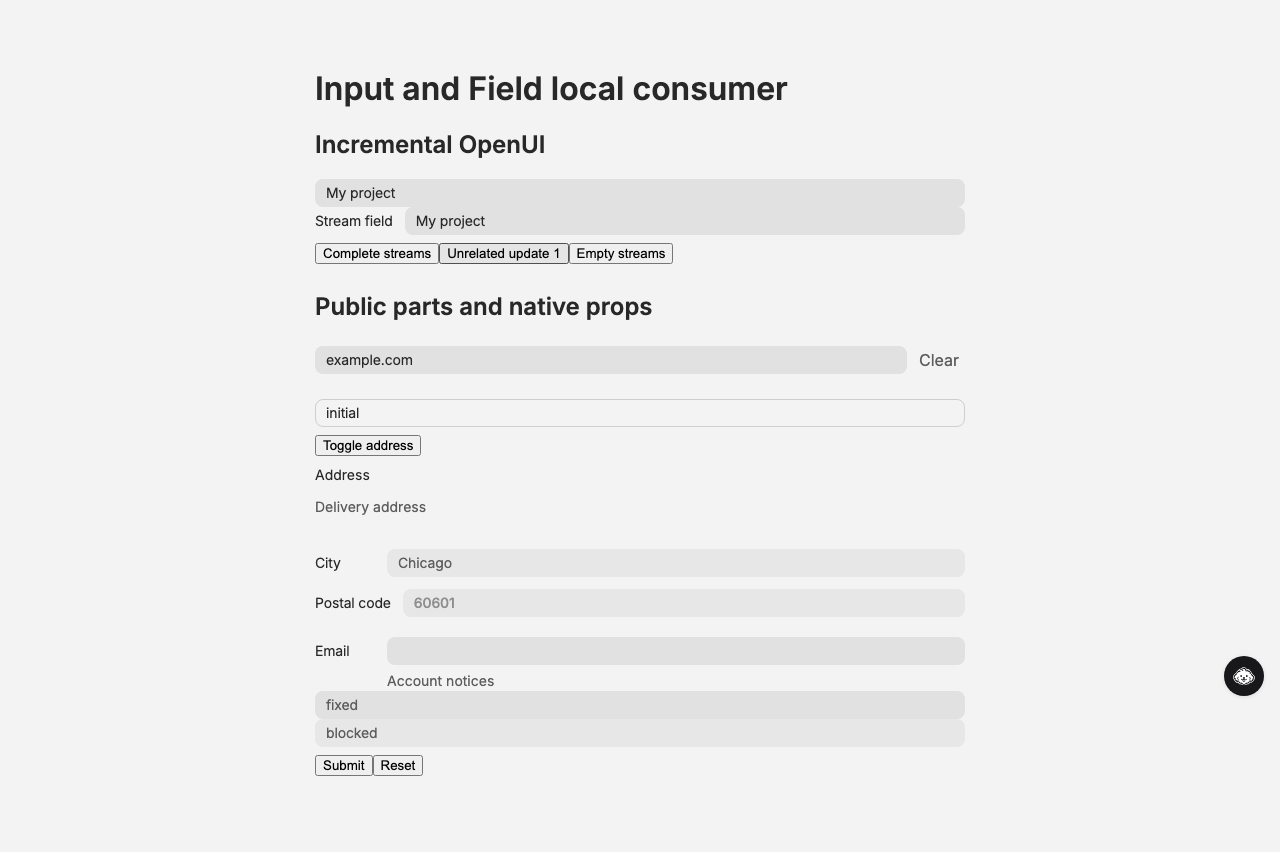 Input and Field local consumer
Incremental OpenUI
My project
Stream field My project
Complete streams Unrelated update 1 Empty streams
Public parts and native props
example.com Clear
initial
Toggle address
Address
Delivery address
City Chicago
Postal code 60601
Email
Account notices
fixed
blocked
Submit Reset